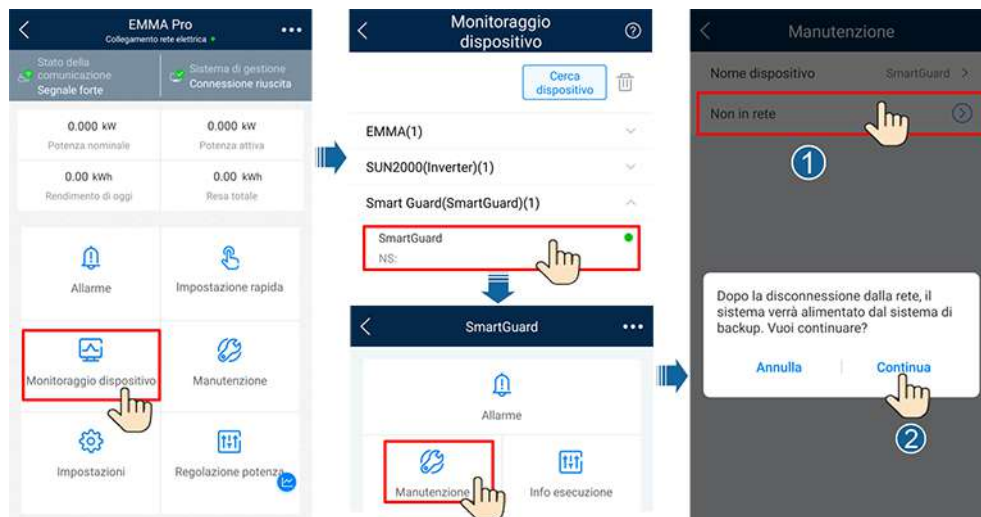 EMMA Pro
Collegamento rete elettrica
Stato della
comunicazione
Segnale forte
Sistema di gestione
Connessione riuscita
0.000 kW
Potenza nominale
0.000 kW
Potenza attiva
0.00 kWh
Rendimento di oggi
0.00 kWh
Resa totale
Allarme
Impostazione rapida
Monitoraggio dispositivo
Manutenzione
Impostazioni
Regolazione potenza
Monitoraggio
dispositivo
Cerca
dispositivo
EMMA(1)
SUN2000(Inverter)(1)
Smart Guard(SmartGuard)(1)
SmartGuard
NS:
SmartGuard
Allarme
Manutenzione
Info esecuzione
Manutenzione
Nome dispositivo
SmartGuard
Non in rete
1
Dopo la disconnessione dalla rete, il
sistema verrà alimentato dal sistema di
backup. Vuoi continuare?
Annulla
Continua
2